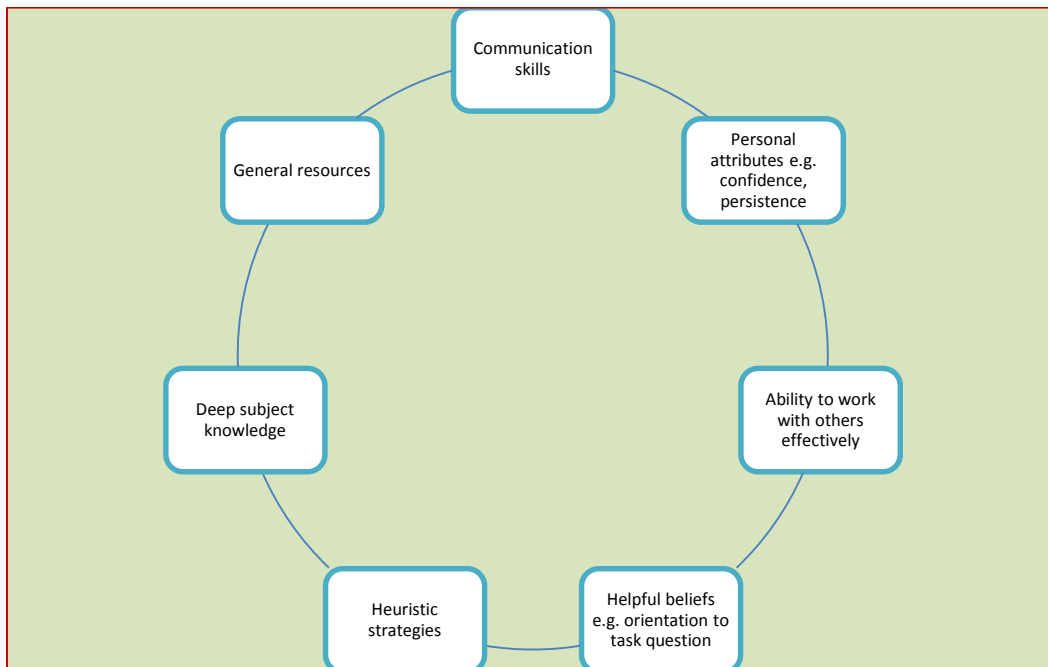 Communication
skills
Personal
attributes e.g.
confidence,
persistence
Ability to work
with others
effectively
Helpful beliefs
e.g. orientation to
task question
Heuristic
strategies
Deep subject
knowledge
General resources